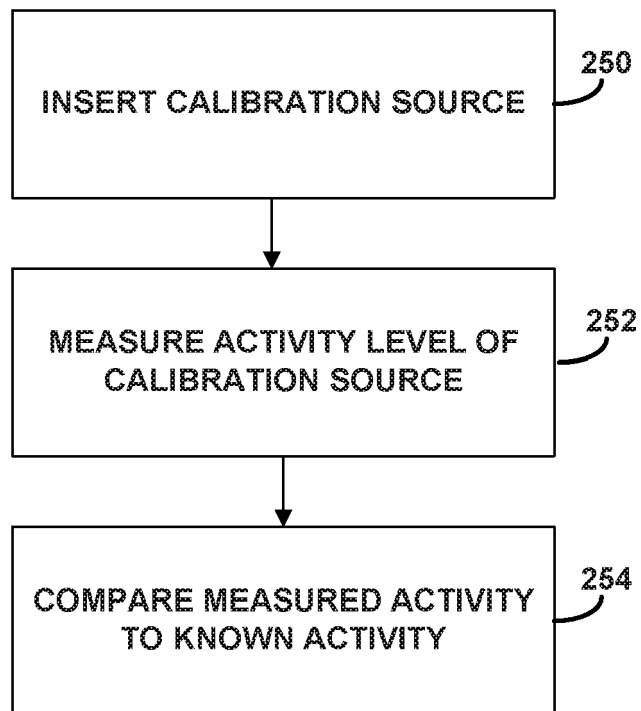 INSERT CALIBRATION SOURCE
250
MEASURE ACTIVITY LEVEL OF
CALIBRATION SOURCE
252
COMPARE MEASURED ACTIVITY
TO KNOWN ACTIVITY
254